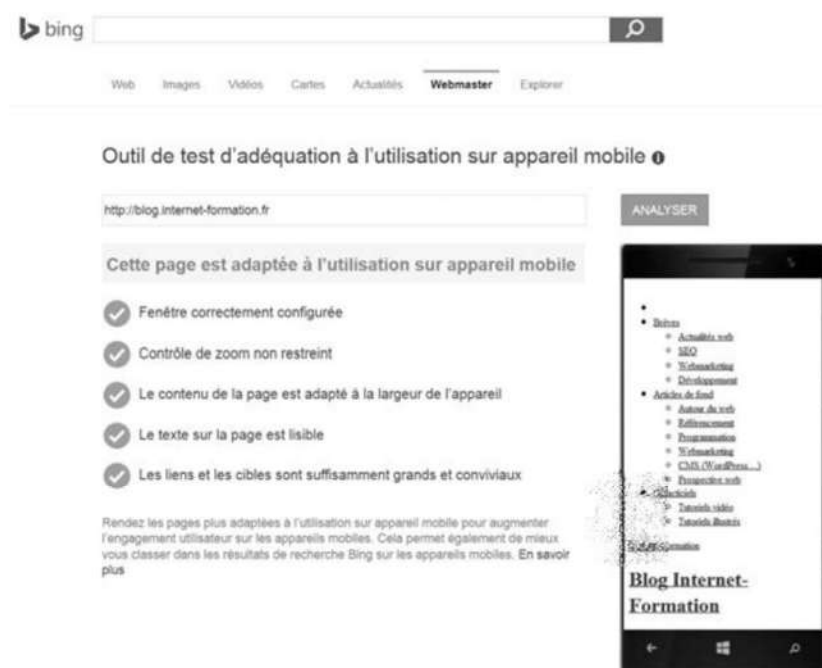 bing
Web Images Vidéos Cartes Actualités Webmaster Explorer
Outil de test d'adéquation à l'utilisation sur appareil mobile
http://blog.internet-formation.fr
ANALYSER
Cette page est adaptée à l'utilisation sur appareil mobile
Fenêtre correctement configurée
Contrôle de zoom non restreint
Le contenu de la page est adapté à la largeur de l'appareil
Le texte sur la page est lisible
Les liens et les cibles sont suffisamment grands et conviviaux
Rendez les pages plus adaptées à l'utilisation sur appareil mobile pour augmenter
l'engagement utilisateur sur les appareils mobiles. Cela permet également de mieux
vous classer dans les résultats de recherche Bing sur les appareils mobiles. En savoir
plus
Brèves
Actualités web
SEO
Webmarketing
Développement
Articles de fond
Autour du web
Référencement
Programmation
Webmarketing
CMS (WordPress...)
Prospective web
Tutoriels vidéo
Tutoriels illustrés
Blog Internet-
Formation